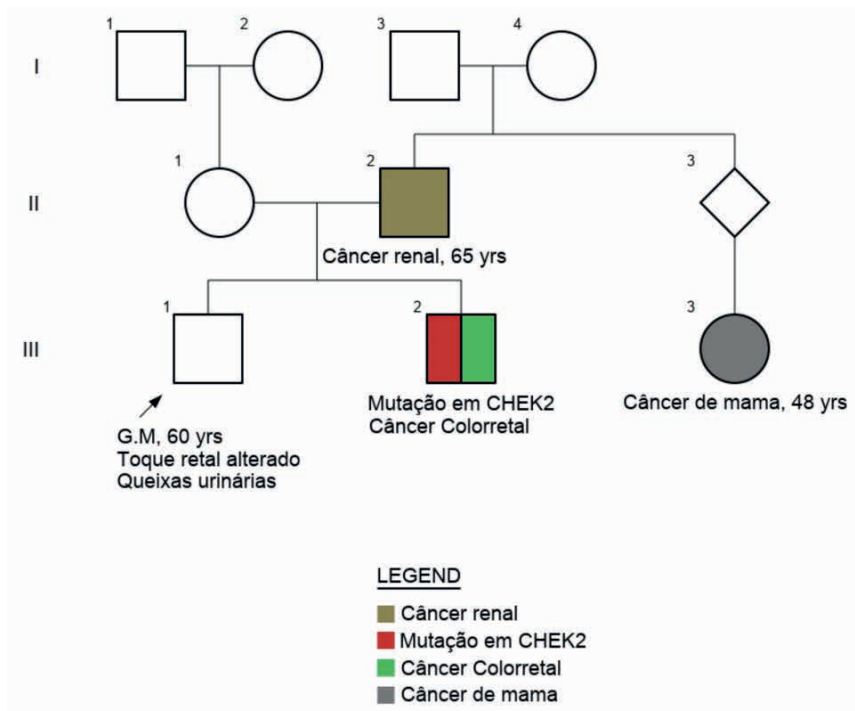 1
2
3
4
I
1
2
3
II
Câncer renal, 65 yrs
1
2
3
III
Mutação em CHEK2
Câncer Colorretal
Câncer de mama, 48 yrs
G.M, 60 yrs
Toque retal alterado
Queixas urinárias
LEGEND
Câncer renal
Mutação em CHEK2
Câncer Colorretal
Câncer de mama